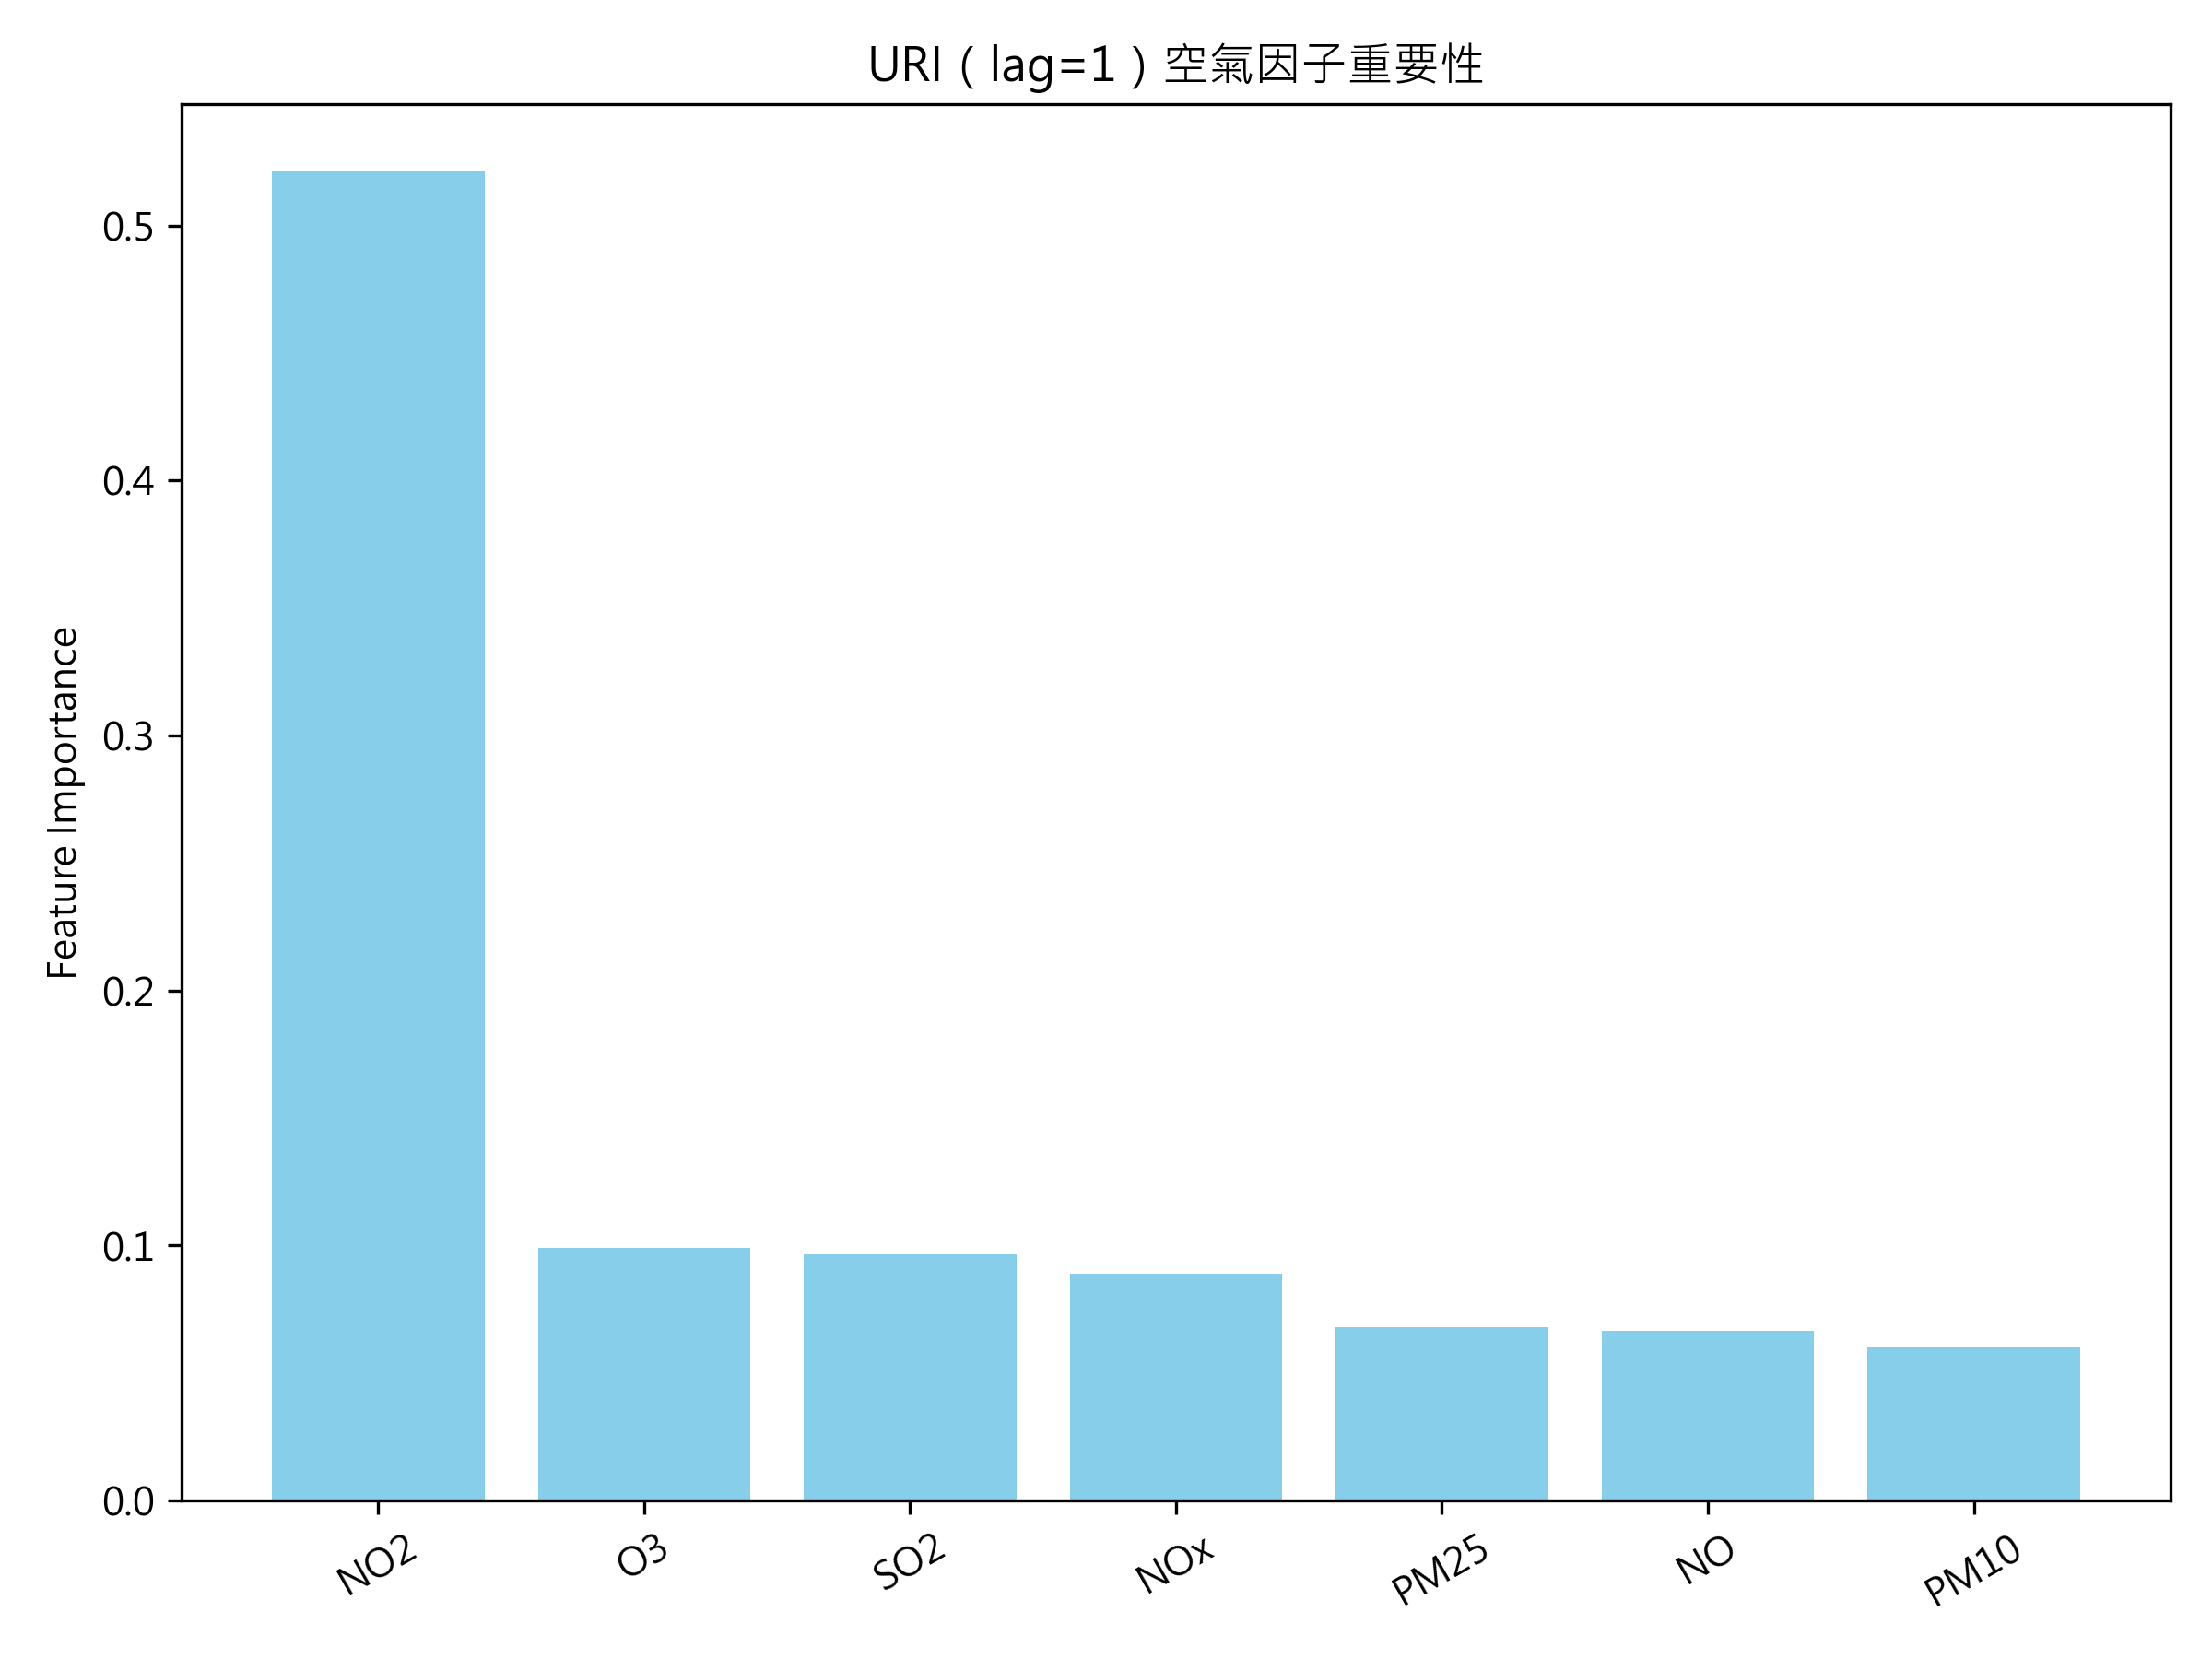 URI（lag=1）空氣因子重要性
Feature Importance
0.5
0.4
0.3
0.2
0.1
0.0
NO2
O3
SO2
NOx
PM25
NO
PM10